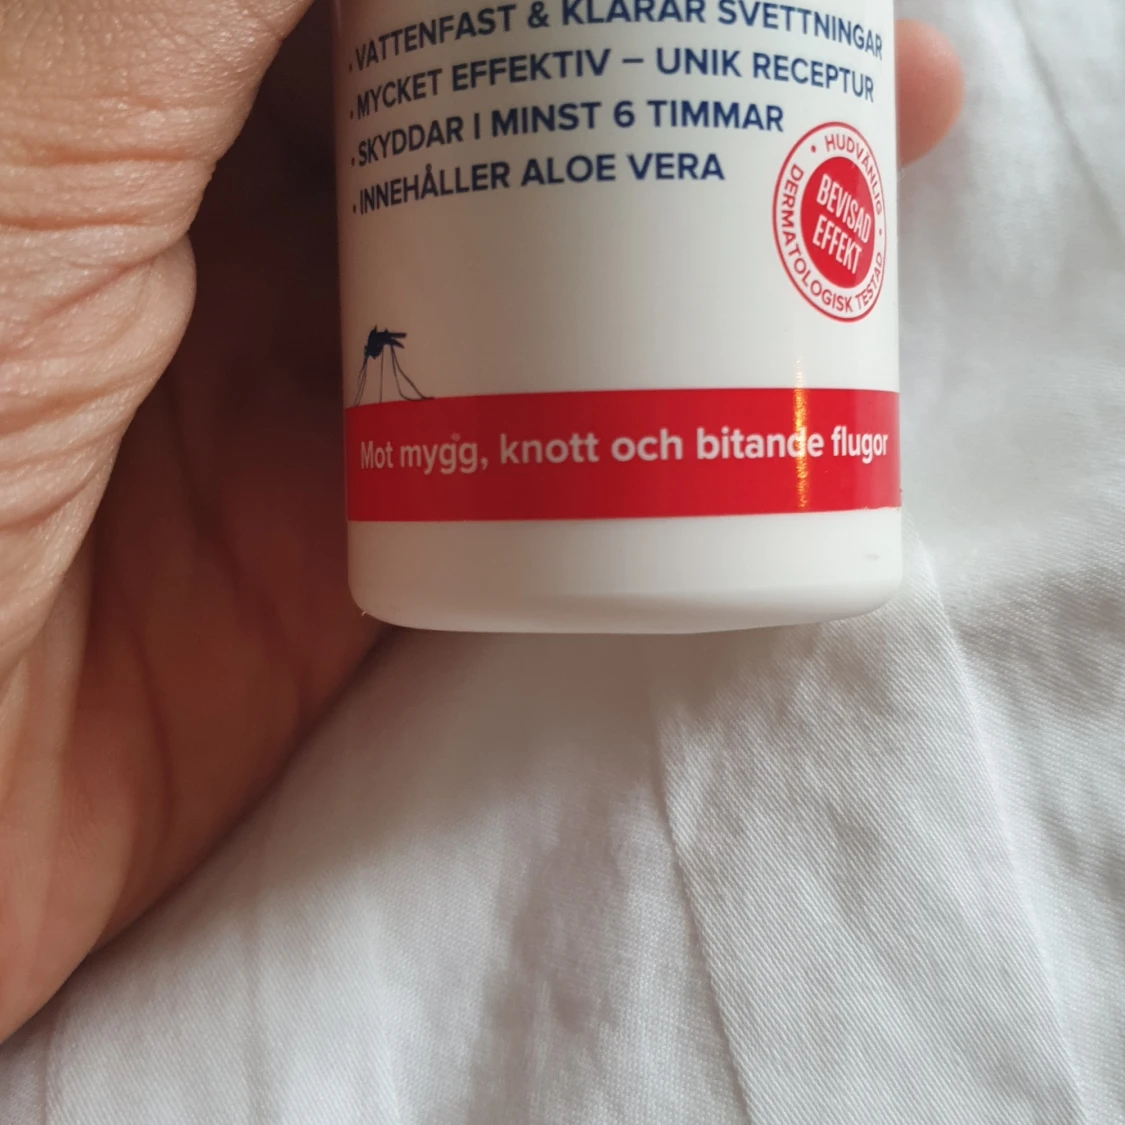 • VATTENFAST & KLARAR SVETTNINGAR
• MYCKET EFFEKTIV – UNIK RECEPTUR
• SKYDDAR I MINST 6 TIMMAR
• INNEHÅLLER ALOE VERA
• HUDVÄNLIG •
DERMATOLOGISK TESTAD
BEVISAD
EFFEKT
Mot mygg, knott och bitande flugor